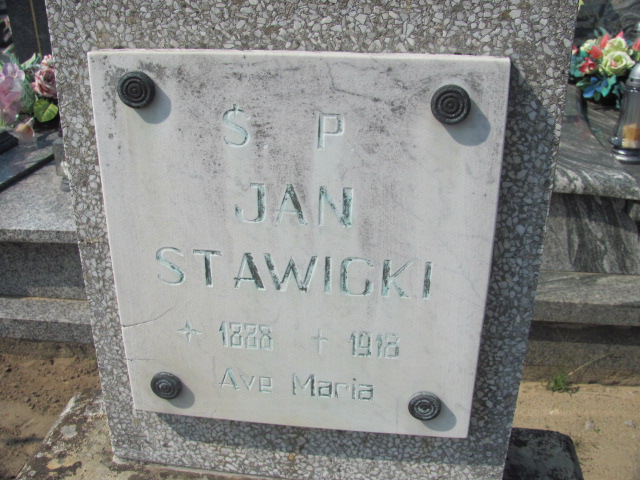 Ś. P
JAN
STAWICKI
✶ 1888 † 1918
Ave Maria